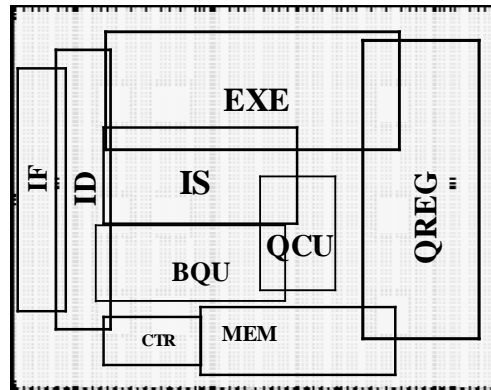 EXE
IF
ID
IS
QREG
QCU
BQU
CTR
MEM